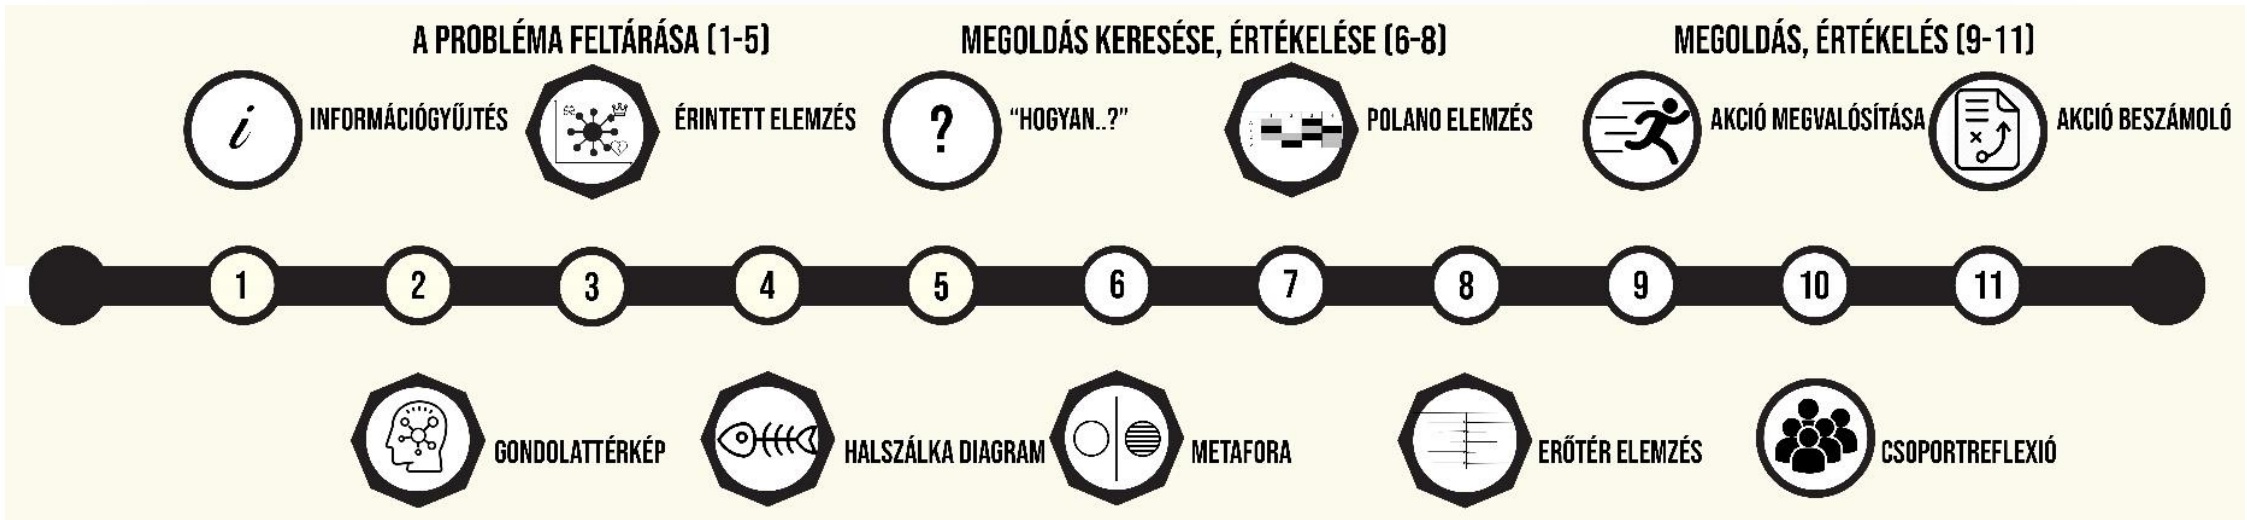 A PROBLÉMA FELTÁRÁSA (1-5)
MEGOLDÁS KERESÉSE, ÉRTÉKELÉSE (6-8)
MEGOLDÁS, ÉRTÉKELÉS (9-11)
i
INFORMÁCIÓGYŰJTÉS
ÉRINTETT ELEMZÉS
?
“HOGYAN..?”
POLANO ELEMZÉS
AKCIÓ MEGVALÓSÍTÁSA
AKCIÓ BESZÁMOLÓ
1
2
3
4
5
6
7
8
9
10
11
GONDOLATTÉRKÉP
HALSZÁLKA DIAGRAM
METAFORA
ERŐTÉR ELEMZÉS
CSOPORTREFLEXIÓ